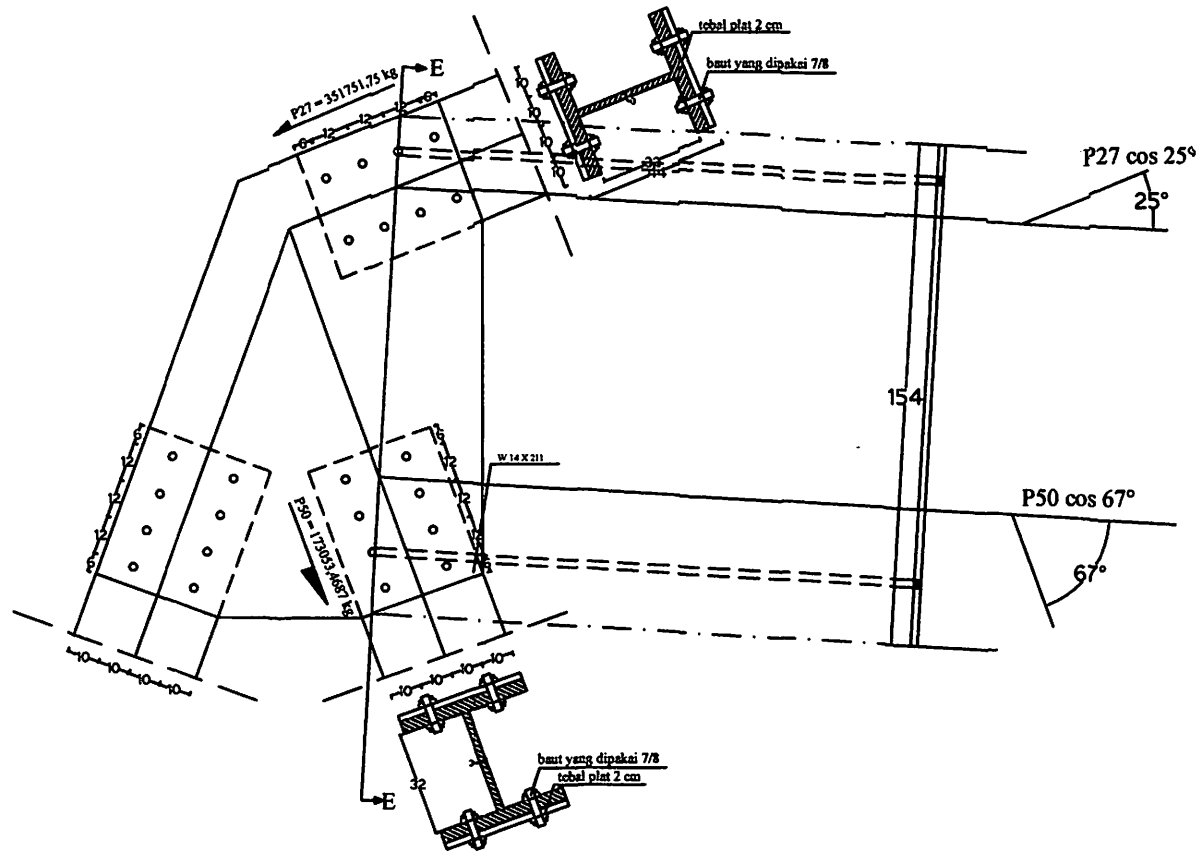 tebal plat 2 cm
baut yang dipakai 7/8
E
P27 = 351751,75 kg
6 12 12 12 6
10 10 10 10
P27 cos 25°
25°
154
W 14 X 211
P50 cos 67°
67°
P50 = 173053,4687 kg
6 12 12 12 6
6 12
10 10 10 10
10 10 10 10
32
E
baut yang dipakai 7/8
tebal plat 2 cm